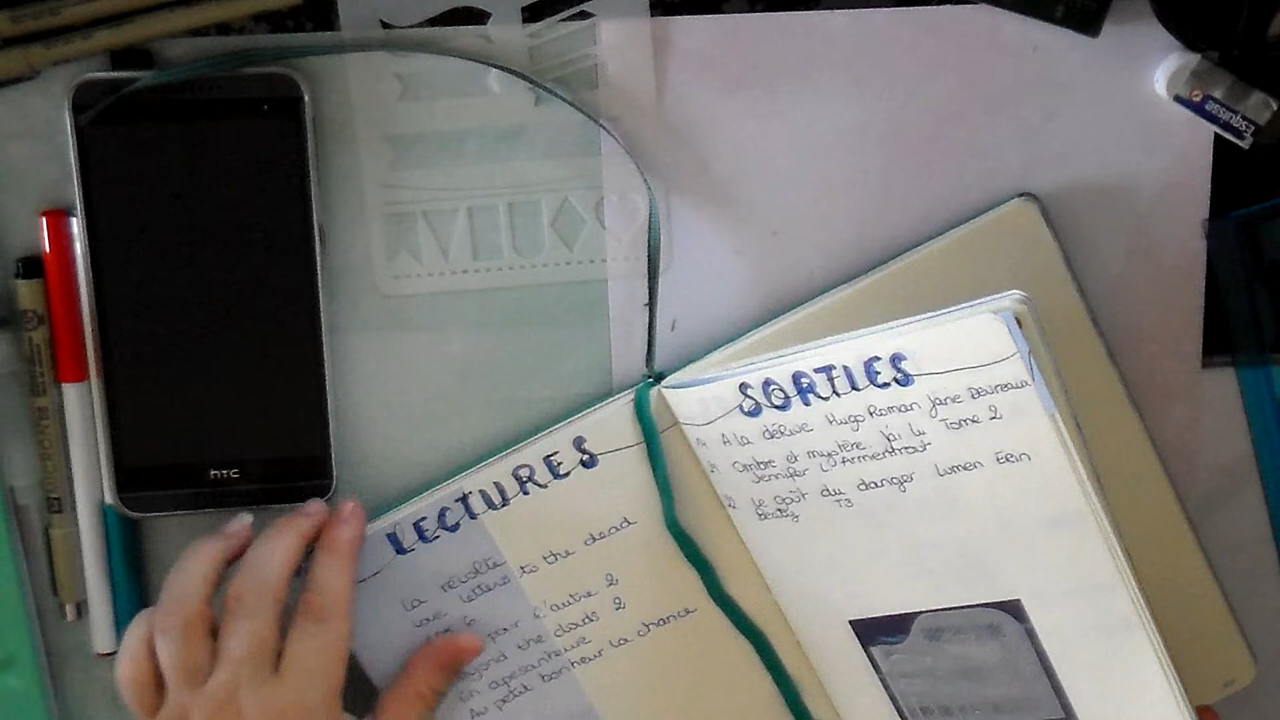 Esquisse
MICRON
htc
LECTURES
La révolte
Letters to the dead
pour l'autre 2
the clouds 2
En apesanteur
Au petit bonheur la chance
SORTIES
A la dérive Hugo Roman Jane Devreaux
Ombre et mystère. J'ai lu Tome 2
Jennifer L Armentrout
Le goût du danger Lumen Erin
Beaty T3